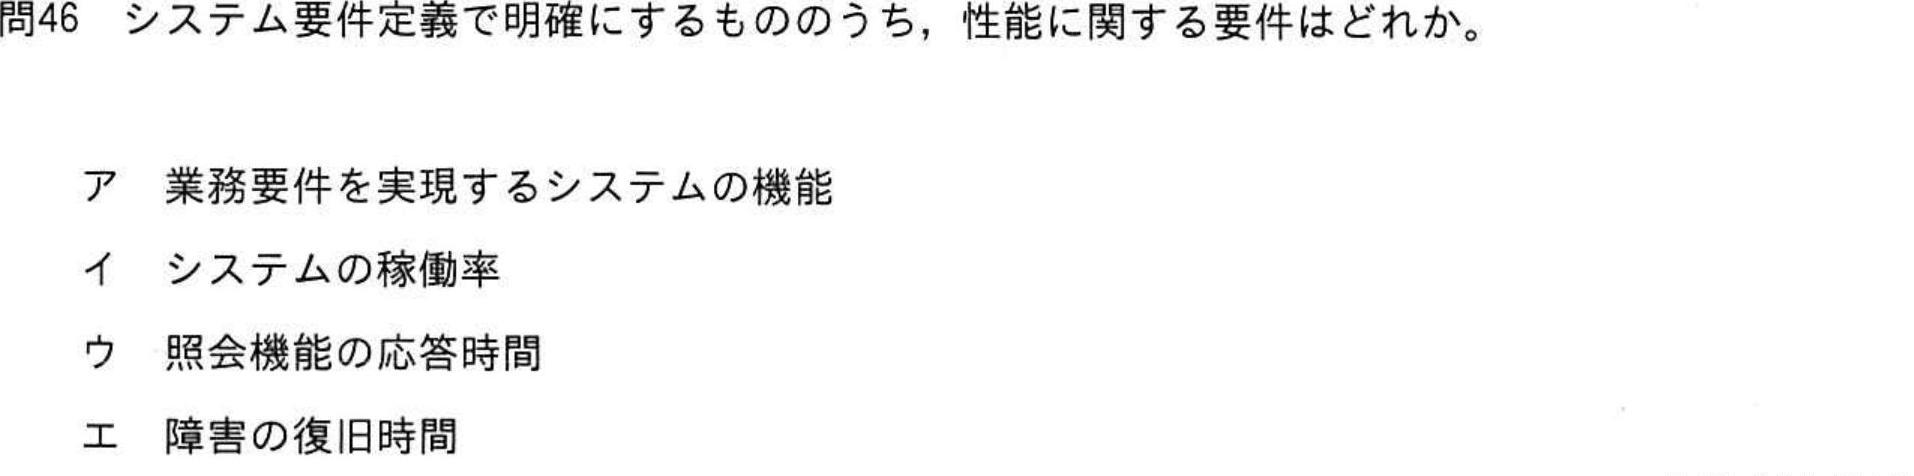 問46　システム要件定義で明確にするもののうち，性能に関する要件はどれか。
ア　業務要件を実現するシステムの機能
イ　システムの稼働率
ウ　照会機能の応答時間
エ　障害の復旧時間